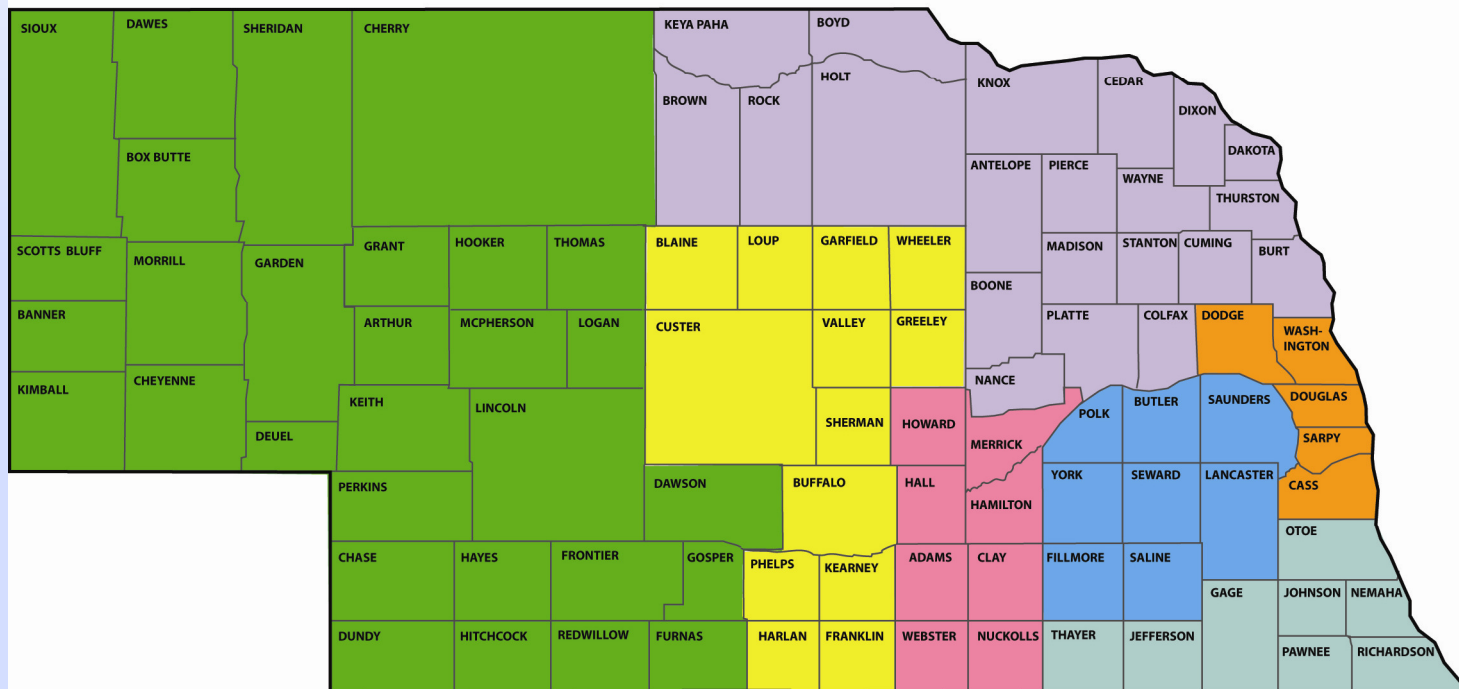 SIOUX
DAWES
SHERIDAN
CHERRY
KEYA PAHA
BOYD
HOLT
BROWN
ROCK
KNOX
CEDAR
DIXON
DAKOTA
BOX BUTTE
ANTELOPE
PIERCE
WAYNE
THURSTON
SCOTTS BLUFF
MORRILL
GARDEN
GRANT
HOOKER
THOMAS
BLAINE
LOUP
GARFIELD
WHEELER
MADISON
STANTON
CUMING
BURT
BOONE
BANNER
ARTHUR
MCPHERSON
LOGAN
CUSTER
VALLEY
GREELEY
PLATTE
COLFAX
DODGE
WASH-
INGTON
KIMBALL
CHEYENNE
NANCE
KEITH
LINCOLN
DEUEL
SHERMAN
HOWARD
MERRICK
POLK
BUTLER
SAUNDERS
DOUGLAS
SARPY
PERKINS
DAWSON
BUFFALO
HALL
HAMILTON
YORK
SEWARD
LANCASTER
CASS
OTOE
CHASE
HAYES
FRONTIER
GOSPER
PHELPS
KEARNEY
ADAMS
CLAY
FILLMORE
SALINE
GAGE
JOHNSON
NEMAHA
DUNDY
HITCHCOCK
REDWILLOW
FURNAS
HARLAN
FRANKLIN
WEBSTER
NUCKOLLS
THAYER
JEFFERSON
PAWNEE
RICHARDSON